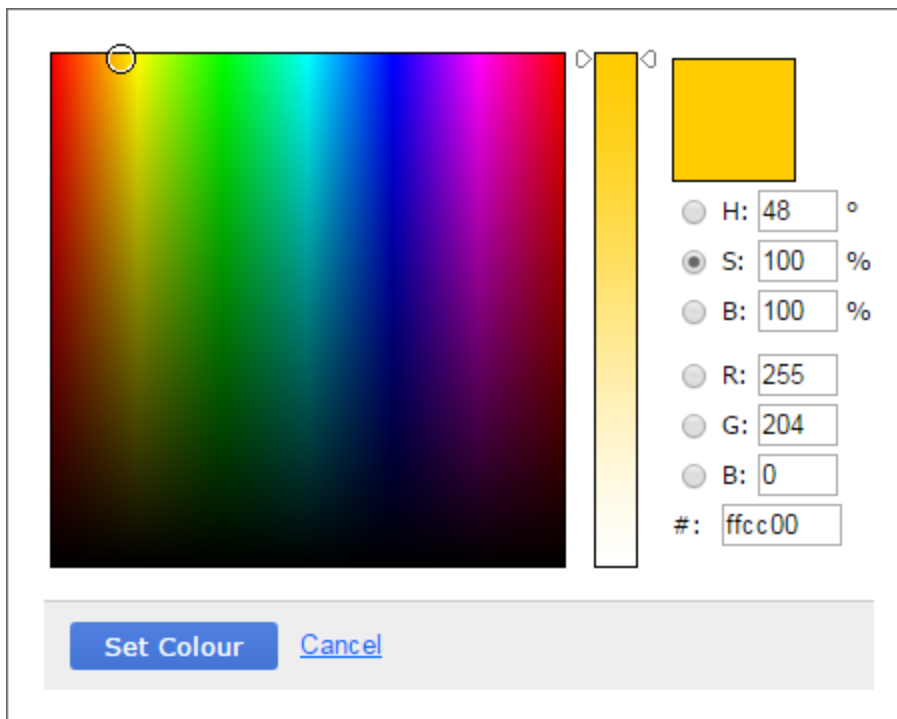 H: 48 °
S: 100 %
B: 100 %
R: 255
G: 204
B: 0
#: ffcc00
Set Colour Cancel